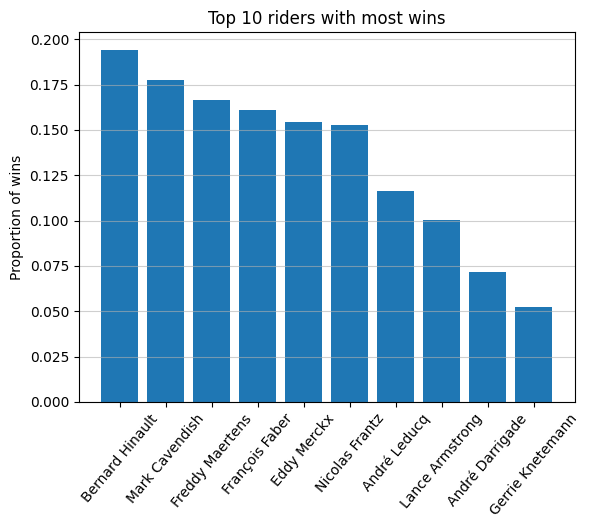 Top 10 riders with most wins
Proportion of wins
0.200
0.175
0.150
0.125
0.100
0.075
0.050
0.025
0.000
Bernard Hinault
Mark Cavendish
Freddy Maertens
François Faber
Eddy Merckx
Nicolas Frantz
André Leducq
Lance Armstrong
André Darrigade
Gerrie Knetemann